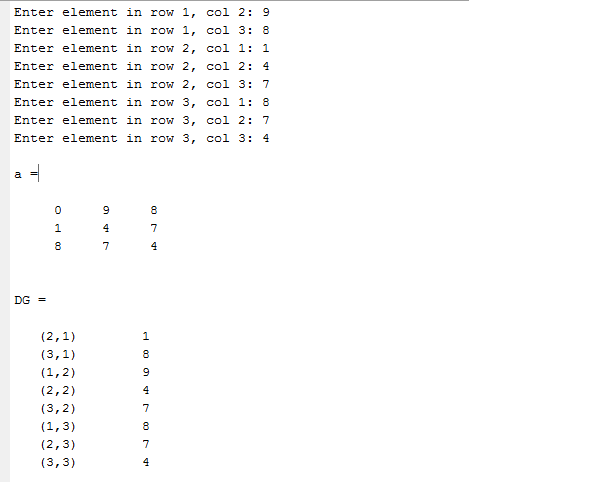 Enter element in row 1, col 2: 9
Enter element in row 1, col 3: 8
Enter element in row 2, col 1: 1
Enter element in row 2, col 2: 4
Enter element in row 2, col 3: 7
Enter element in row 3, col 1: 8
Enter element in row 3, col 2: 7
Enter element in row 3, col 3: 4
a =
0 9 8
1 4 7
8 7 4
DG =
(2,1) 1
(3,1) 8
(1,2) 9
(2,2) 4
(3,2) 7
(1,3) 8
(2,3) 7
(3,3) 4